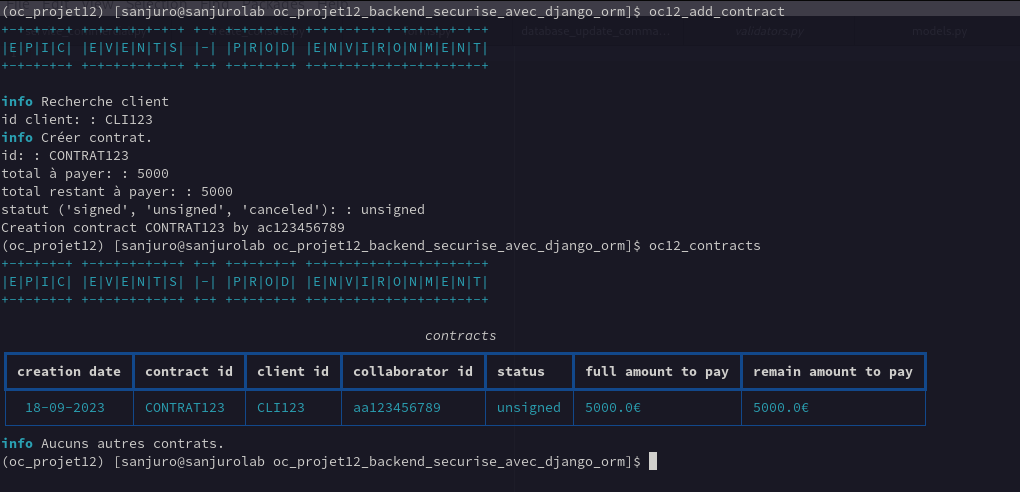 (oc_projet12) [sanjuro@sanjurolab oc_projet12_backend_securise_avec_django_orm]$ oc12_add_contract
+-+-+-+-+ +-+-+-+-+-+-+ +-+ +-+-+-+-+ +-+-+-+-+-+-+-+-+-+-+-+
|E|P|I|C| |E|V|E|N|T|S| |-| |P|R|O|D| |E|N|V|I|R|O|N|M|E|N|T|
+-+-+-+-+ +-+-+-+-+-+-+ +-+ +-+-+-+-+ +-+-+-+-+-+-+-+-+-+-+-+
info Recherche client
id client: : CLI123
info Créer contrat.
id: : CONTRAT123
total à payer: : 5000
total restant à payer: : 5000
statut ('signed', 'unsigned', 'canceled'): : unsigned
Creation contract CONTRAT123 by ac123456789
(oc_projet12) [sanjuro@sanjurolab oc_projet12_backend_securise_avec_django_orm]$ oc12_contracts
+-+-+-+-+ +-+-+-+-+-+-+ +-+ +-+-+-+-+ +-+-+-+-+-+-+-+-+-+-+-+
|E|P|I|C| |E|V|E|N|T|S| |-| |P|R|O|D| |E|N|V|I|R|O|N|M|E|N|T|
+-+-+-+-+ +-+-+-+-+-+-+ +-+ +-+-+-+-+ +-+-+-+-+-+-+-+-+-+-+-+
contracts
creation date contract id client id collaborator id status full amount to pay remain amount to pay
18-09-2023 CONTRAT123 CLI123 aa123456789 unsigned 5000.0€ 5000.0€
info Aucuns autres contrats.
(oc_projet12) [sanjuro@sanjurolab oc_projet12_backend_securise_avec_django_orm]$